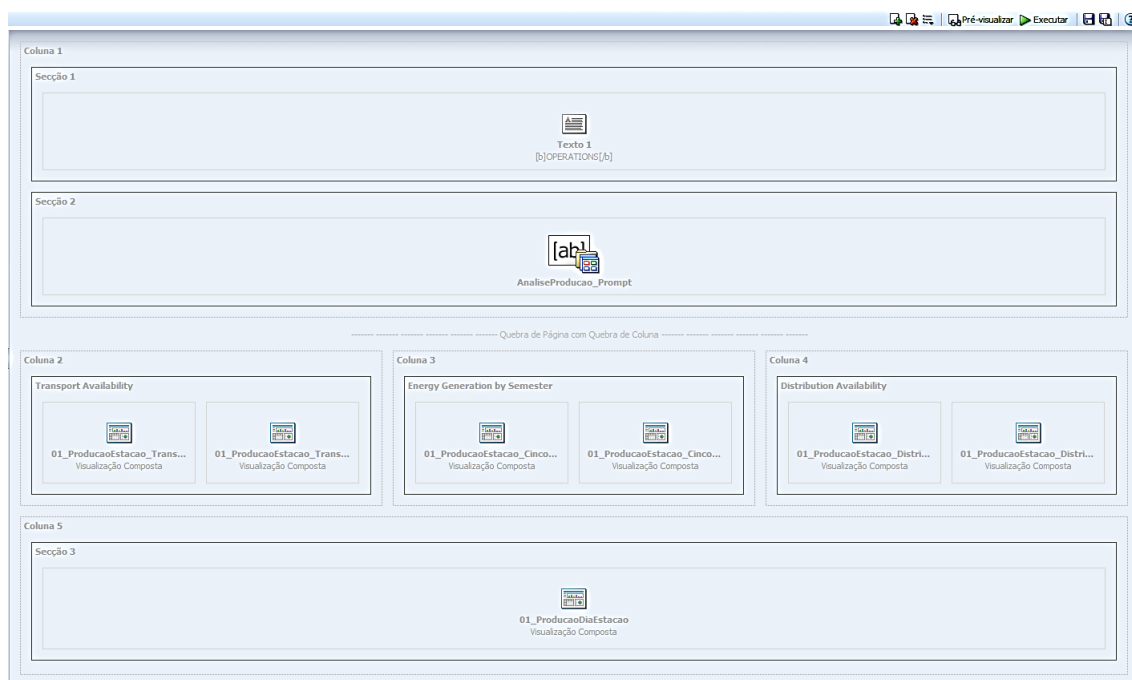 Pré-visualizar Executar
Coluna 1
Secção 1
Texto 1
[b]OPERATIONS[/b]
Secção 2
[ab]
AnaliseProducao_Prompt
------- ------- ------- ------- ------- ------- Quebra de Página com Quebra de Coluna ------- ------- ------- ------- ------- -------
Coluna 2
Transport Availability
01_ProducaoEstacao_Trans...
Visualização Composta
01_ProducaoEstacao_Trans...
Visualização Composta
Coluna 3
Energy Generation by Semester
01_ProducaoEstacao_Cinco...
Visualização Composta
01_ProducaoEstacao_Cinco...
Visualização Composta
Coluna 4
Distribution Availability
01_ProducaoEstacao_Distri...
Visualização Composta
01_ProducaoEstacao_Distri...
Visualização Composta
Coluna 5
Secção 3
01_ProducaoDiaEstacao
Visualização Composta